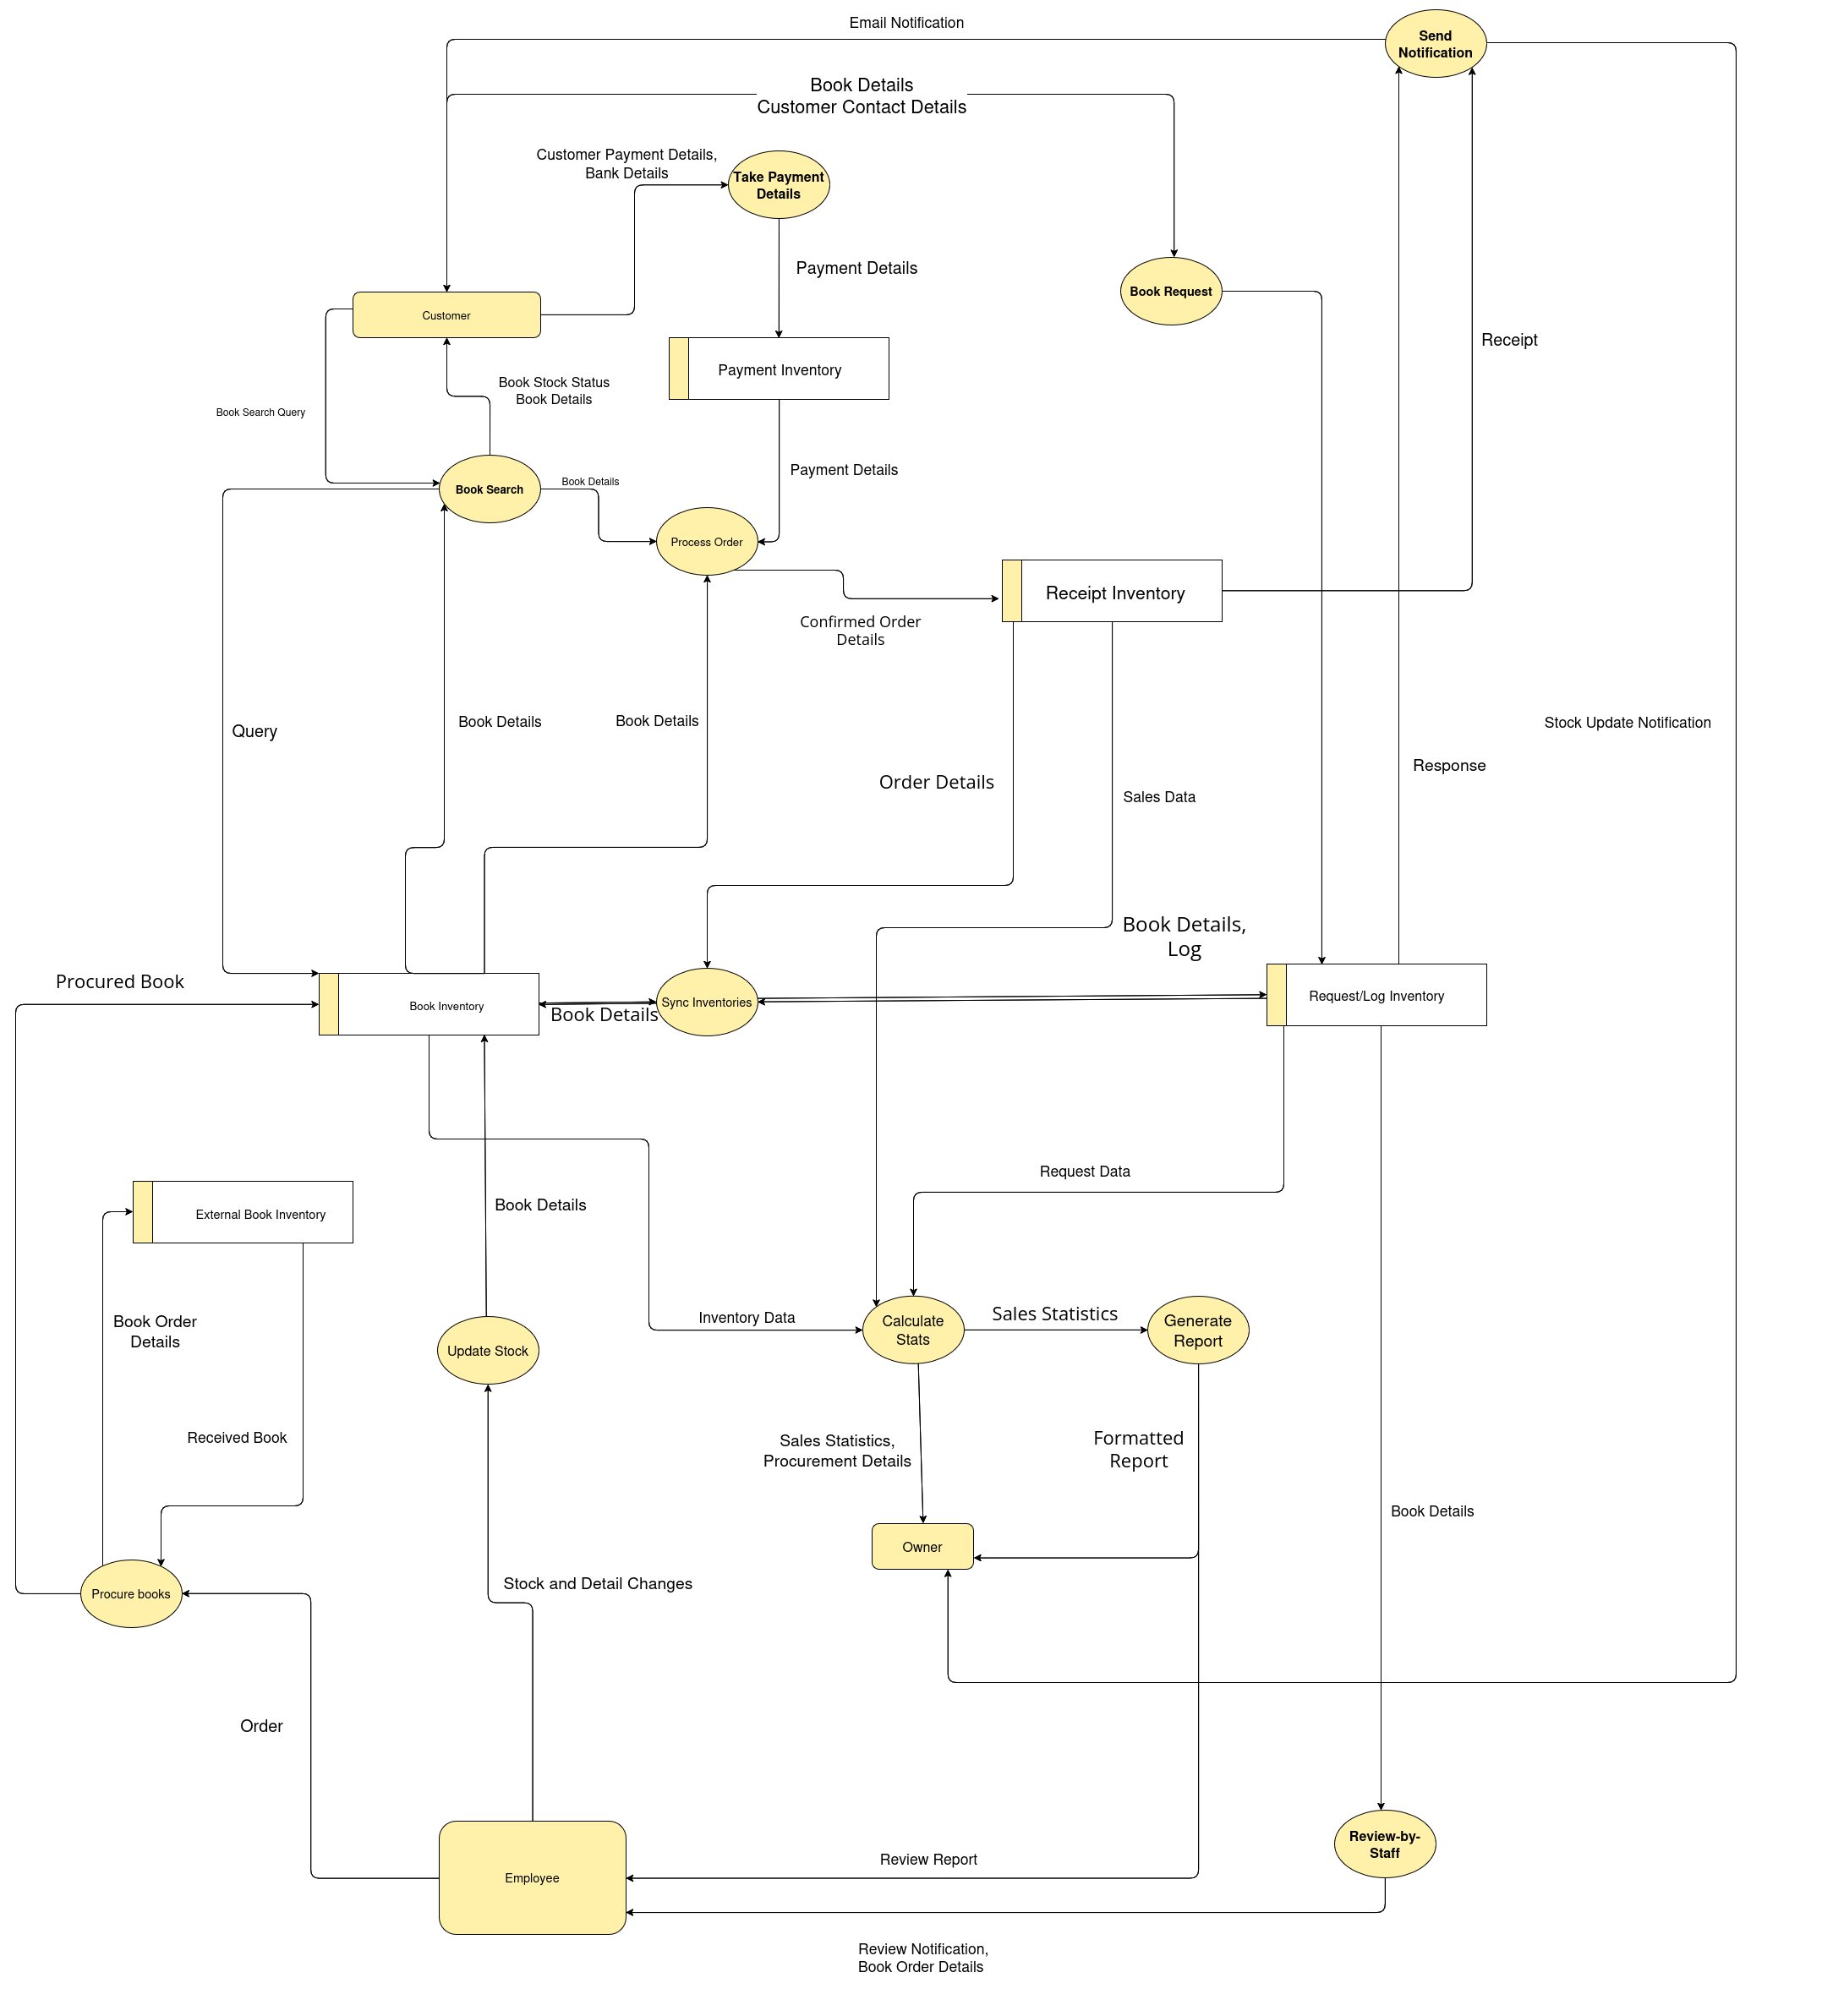 Email Notification
Send
Notification
Book Details
Customer Contact Details
Customer Payment Details,
Bank Details
Take Payment
Details
Payment Details
Book Request
Customer
Receipt
Payment Inventory
Book Stock Status
Book Details
Book Search Query
Payment Details
Book Details
Book Search
Process Order
Receipt Inventory
Confirmed Order
Details
Query
Book Details
Book Details
Stock Update Notification
Order Details
Response
Sales Data
Book Details,
Log
Procured Book
Book Inventory
Book Details
Sync Inventories
Request/Log Inventory
Request Data
Book Details
External Book Inventory
Book Order
Details
Inventory Data
Calculate
Stats
Sales Statistics
Generate
Report
Update Stock
Received Book
Sales Statistics,
Procurement Details
Formatted
Report
Book Details
Owner
Stock and Detail Changes
Procure books
Order
Review-by-
Staff
Review Report
Employee
Review Notification,
Book Order Details